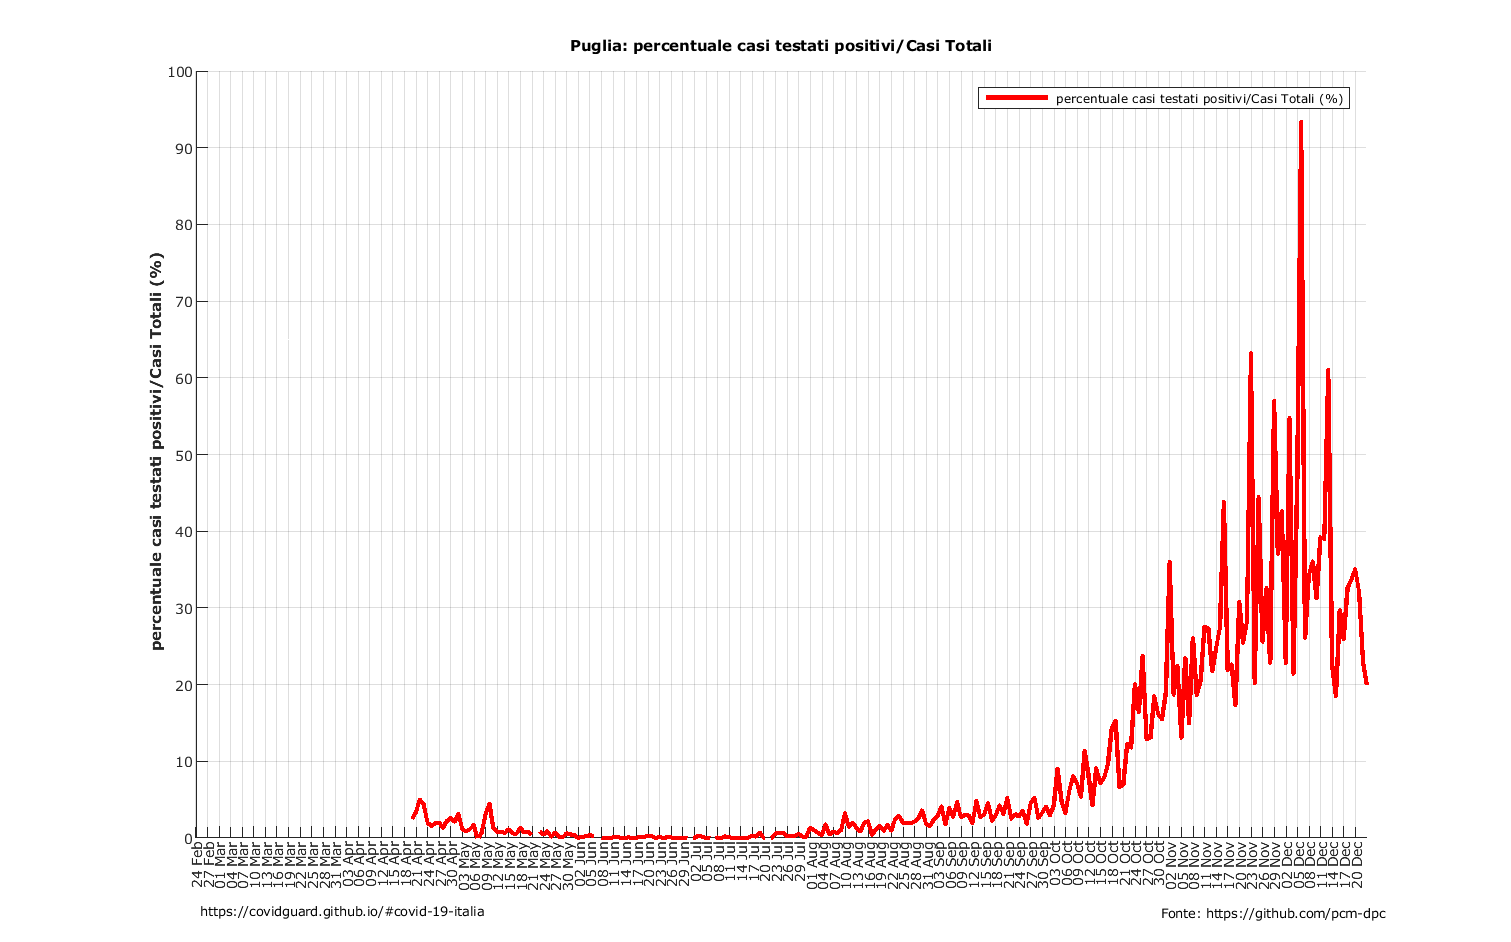 Puglia: percentuale casi testati positivi/Casi Totali
percentuale casi testati positivi/Casi Totali (%)
percentuale casi testati positivi/Casi Totali (%)
100
90
80
70
60
50
40
30
20
10
0
24 Feb
27 Feb
01 Mar
04 Mar
07 Mar
10 Mar
13 Mar
16 Mar
19 Mar
22 Mar
25 Mar
28 Mar
31 Mar
03 Apr
06 Apr
09 Apr
12 Apr
15 Apr
18 Apr
21 Apr
24 Apr
27 Apr
30 Apr
03 May
06 May
09 May
12 May
15 May
18 May
21 May
24 May
27 May
30 May
02 Jun
05 Jun
08 Jun
11 Jun
14 Jun
17 Jun
20 Jun
23 Jun
26 Jun
29 Jun
02 Jul
05 Jul
08 Jul
11 Jul
14 Jul
17 Jul
20 Jul
23 Jul
26 Jul
29 Jul
01 Aug
04 Aug
07 Aug
10 Aug
13 Aug
16 Aug
19 Aug
22 Aug
25 Aug
28 Aug
31 Aug
03 Sep
06 Sep
09 Sep
12 Sep
15 Sep
18 Sep
21 Sep
24 Sep
27 Sep
30 Sep
03 Oct
06 Oct
09 Oct
12 Oct
15 Oct
18 Oct
21 Oct
24 Oct
27 Oct
30 Oct
02 Nov
05 Nov
08 Nov
11 Nov
14 Nov
17 Nov
20 Nov
23 Nov
26 Nov
29 Nov
02 Dec
05 Dec
08 Dec
11 Dec
14 Dec
17 Dec
20 Dec
https://covidguard.github.io/#covid-19-italia
Fonte: https://github.com/pcm-dpc